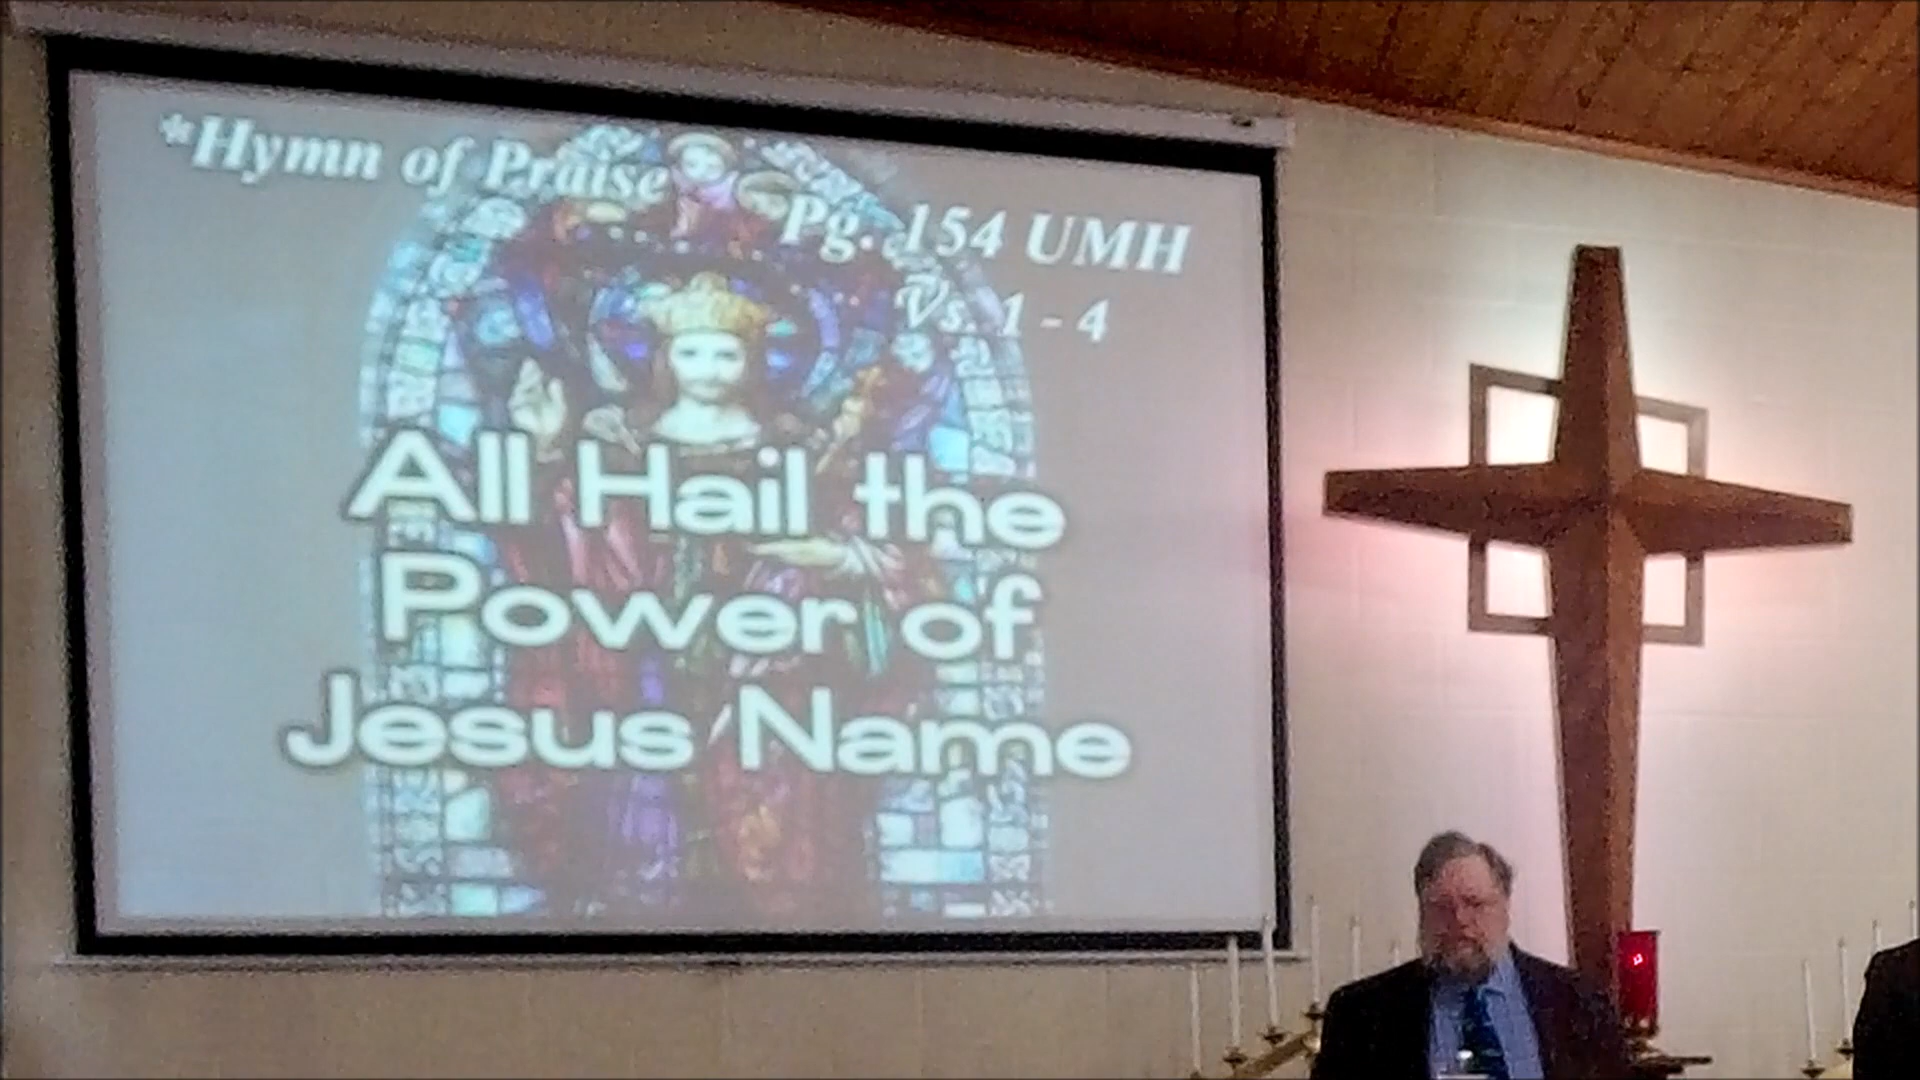 *Hymn of Praise
Pg. 154 UMH
Vs. 1 - 4
All Hail the
Power of
Jesus Name